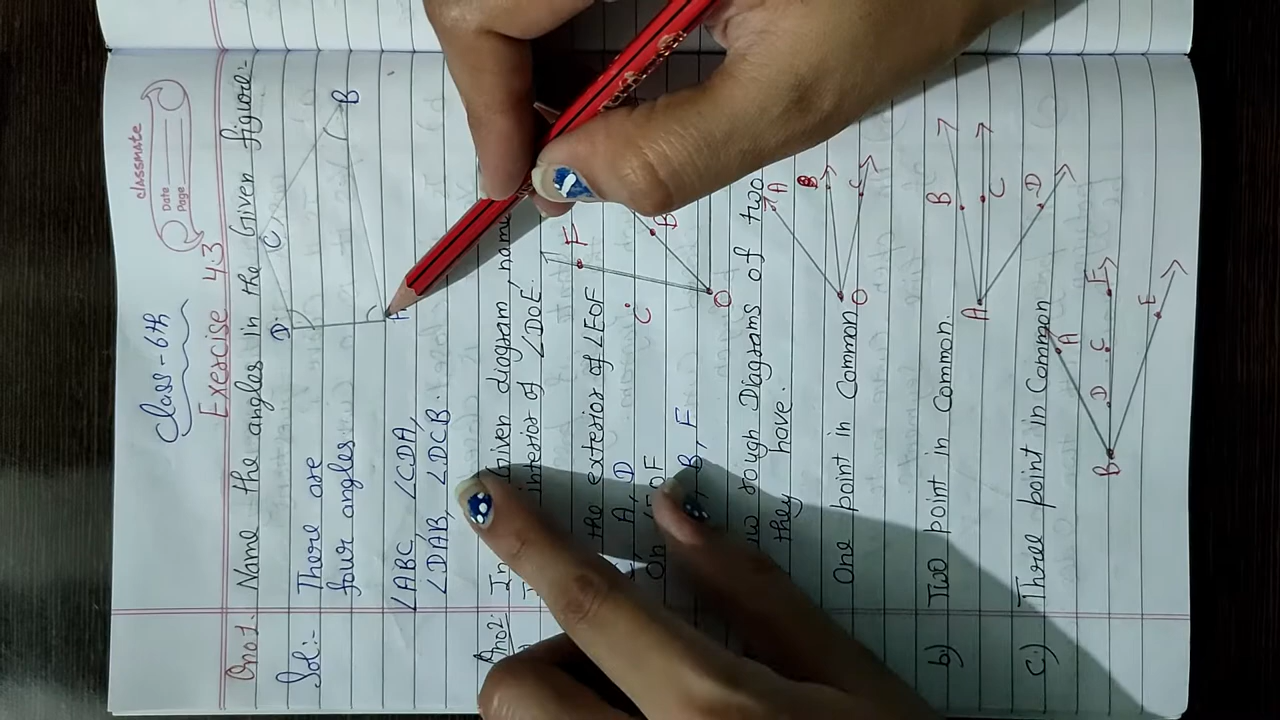 classmate
Date
Page
Class-6th
Exercise 4.3
Qno1. Name the angles in the Given figure:-
Sol:- There are
four angles
∠ABC, ∠CDA,
∠DAB, ∠DCB.
D
C
B
Qno2: In Given diagram, name
interior of ∠DOE.
the exterior of ∠EOF
A, D
On ∠EOF
B, F
F
C
B
O
rough Diagrams of two
they have.
One point in Common
A
B
C
O
b) Two point in Common.
B
C
A
D
C) Three point in Common
A
B
D
C
F
E